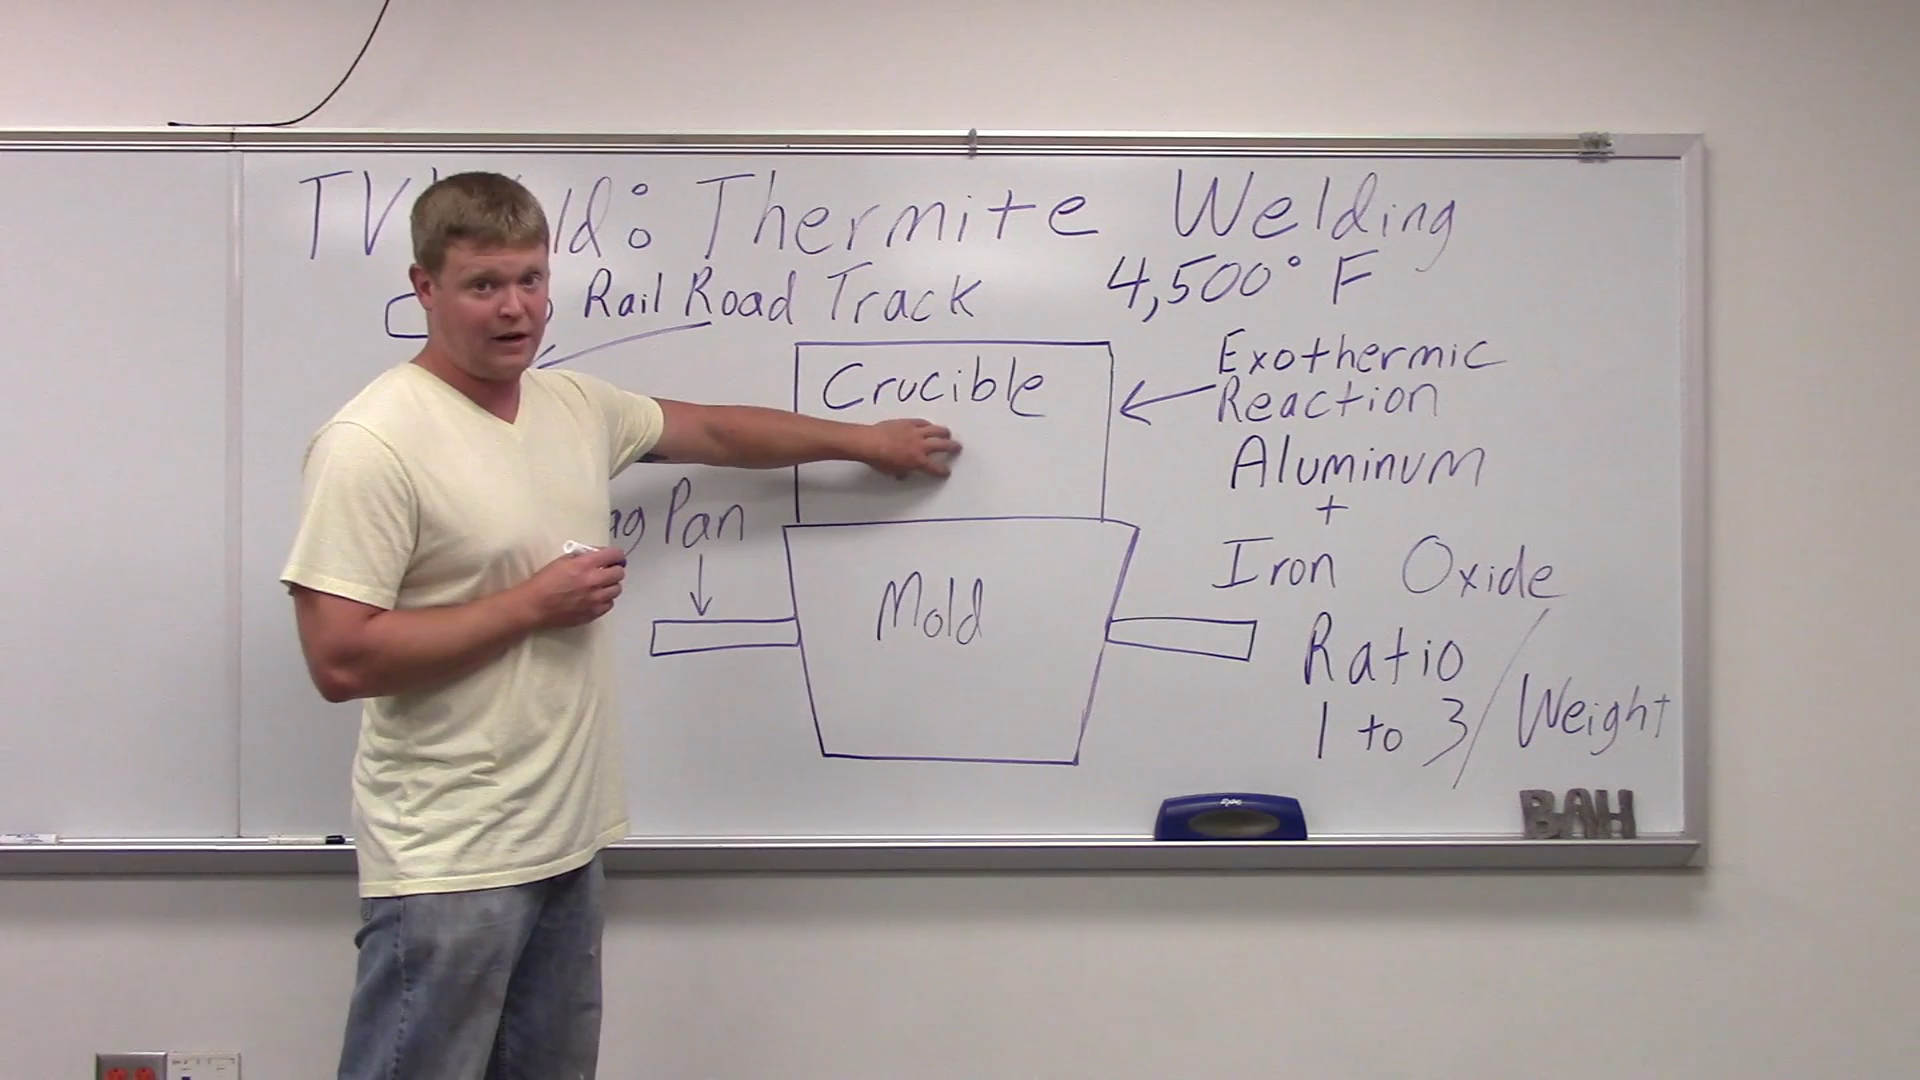 Thermite Welding
Rail Road Track
4,500° F
Crucible
Exothermic
Reaction
Aluminum
+
Iron Oxide
Pan
Mold
Ratio
1 to 3 / Weight
BAH